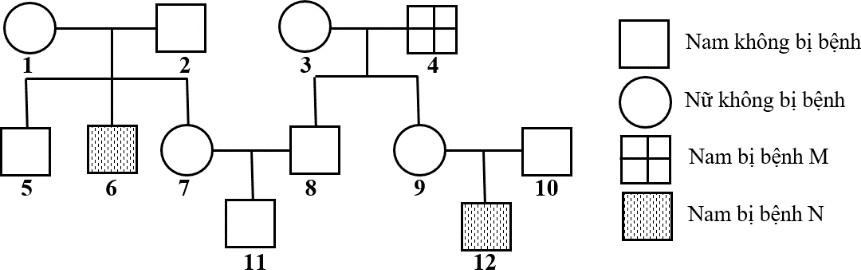 1 2 3 4
5 6 7 8 9 10
11 12
Nam không bị bệnh
Nữ không bị bệnh
Nam bị bệnh M
Nam bị bệnh N